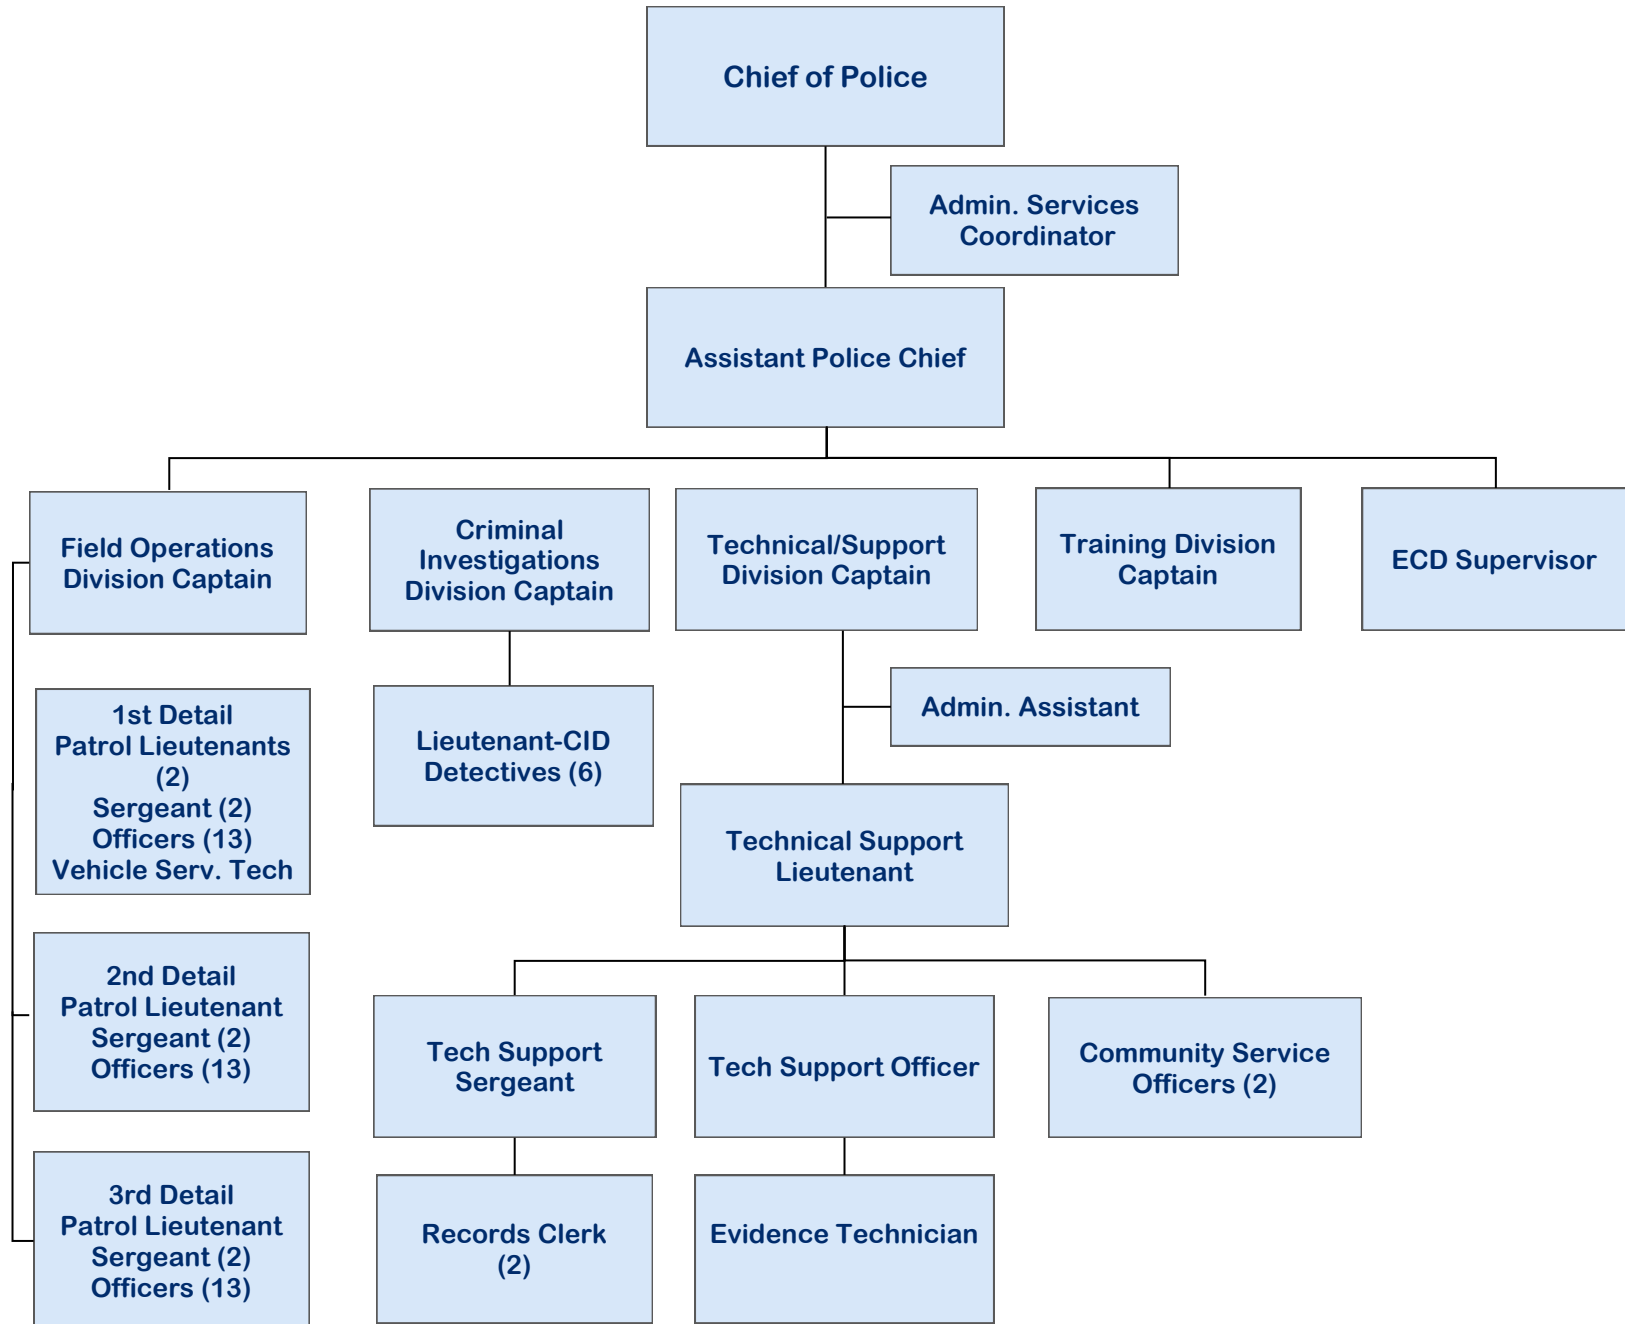 Chief of Police
Admin. Services
Coordinator
Assistant Police Chief
Field Operations
Division Captain
Criminal
Investigations
Division Captain
Technical/Support
Division Captain
Training Division
Captain
ECD Supervisor
1st Detail
Patrol Lieutenants
(2)
Sergeant (2)
Officers (13)
Vehicle Serv. Tech
Lieutenant-CID
Detectives (6)
Admin. Assistant
Technical Support
Lieutenant
2nd Detail
Patrol Lieutenant
Sergeant (2)
Officers (13)
Tech Support
Sergeant
Tech Support Officer
Community Service
Officers (2)
3rd Detail
Patrol Lieutenant
Sergeant (2)
Officers (13)
Records Clerk
(2)
Evidence Technician